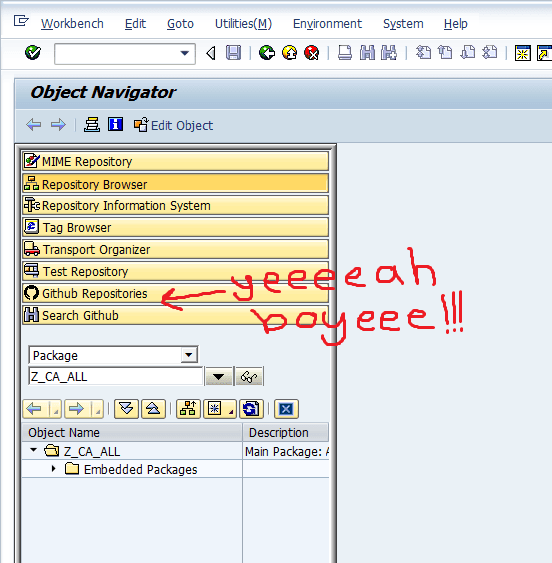 Workbench Edit Goto Utilities(M) Environment System Help
Object Navigator
Edit Object
MIME Repository
Repository Browser
Repository Information System
Tag Browser
Transport Organizer
Test Repository
Github Repositories
yeeeeah
Search Github
boyeee!!!
Package
Z_CA_ALL
Object Name Description
Z_CA_ALL Main Package: A
Embedded Packages